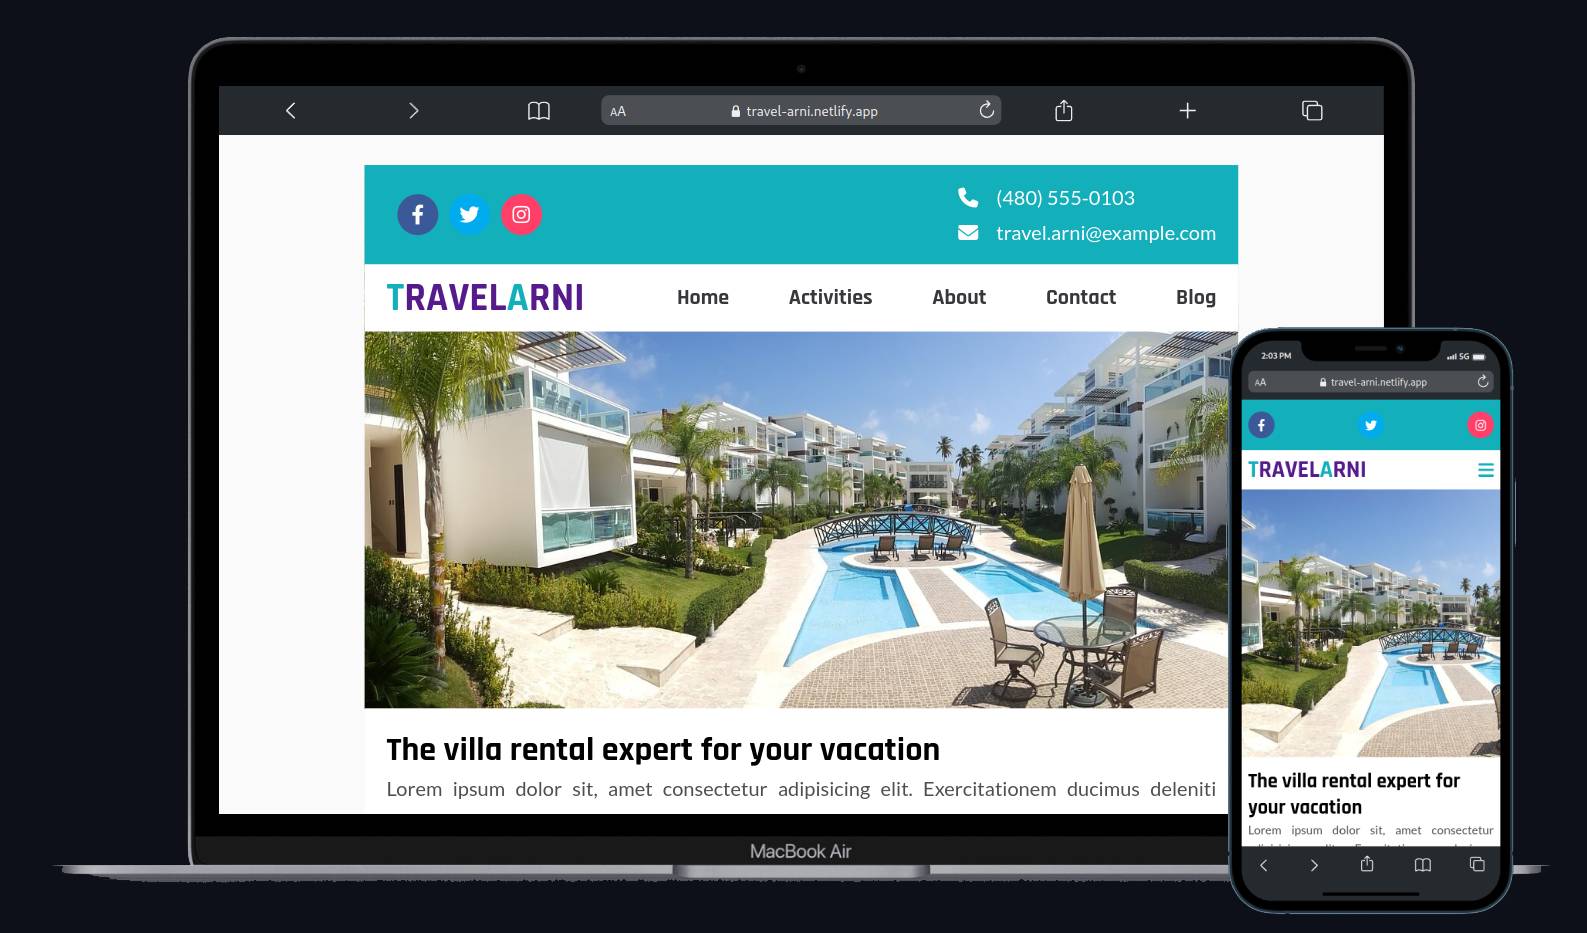 AA travel-arni.netlify.app
(480) 555-0103
travel.arni@example.com
TRAVELARNI Home Activities About Contact Blog
The villa rental expert for your vacation
Lorem ipsum dolor sit, amet consectetur adipisicing elit. Exercitationem ducimus deleniti
MacBook Air
2:03 PM 5G
AA travel-arni.netlify.app
TRAVELARNI
The villa rental expert for
your vacation
Lorem ipsum dolor sit, amet consectetur